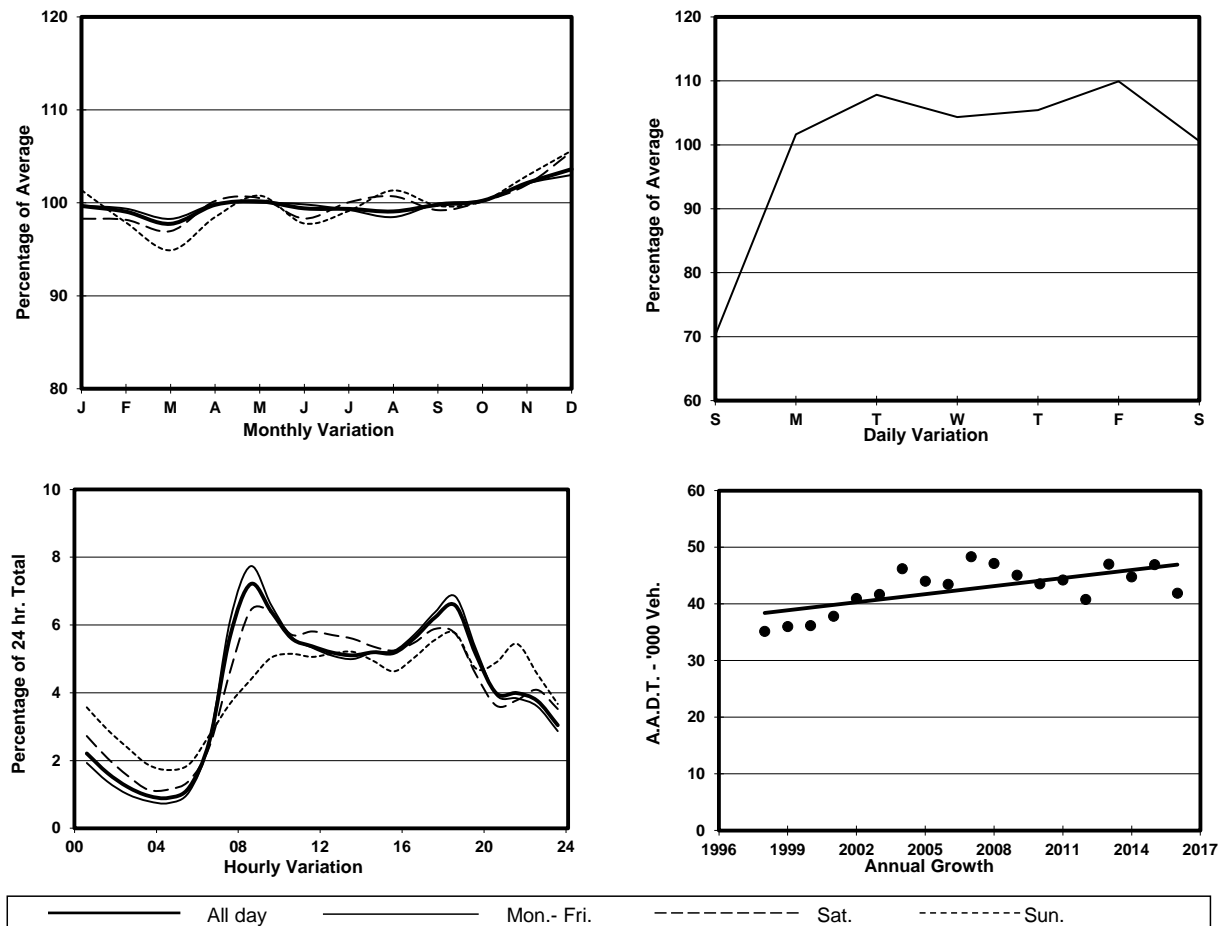 120
110
100
90
80
Percentage of Average
J F M A M J J A S O N D
Monthly Variation
120
110
100
90
80
70
60
Percentage of Average
S M T W T F S
Daily Variation
10
8
6
4
2
0
Percentage of 24 hr. Total
00 04 08 12 16 20 24
Hourly Variation
60
50
40
30
20
10
0
A.A.D.T. - '000 Veh.
1996 1999 2002 2005 2008 2011 2014 2017
Annual Growth
All day Mon.- Fri. Sat. Sun.